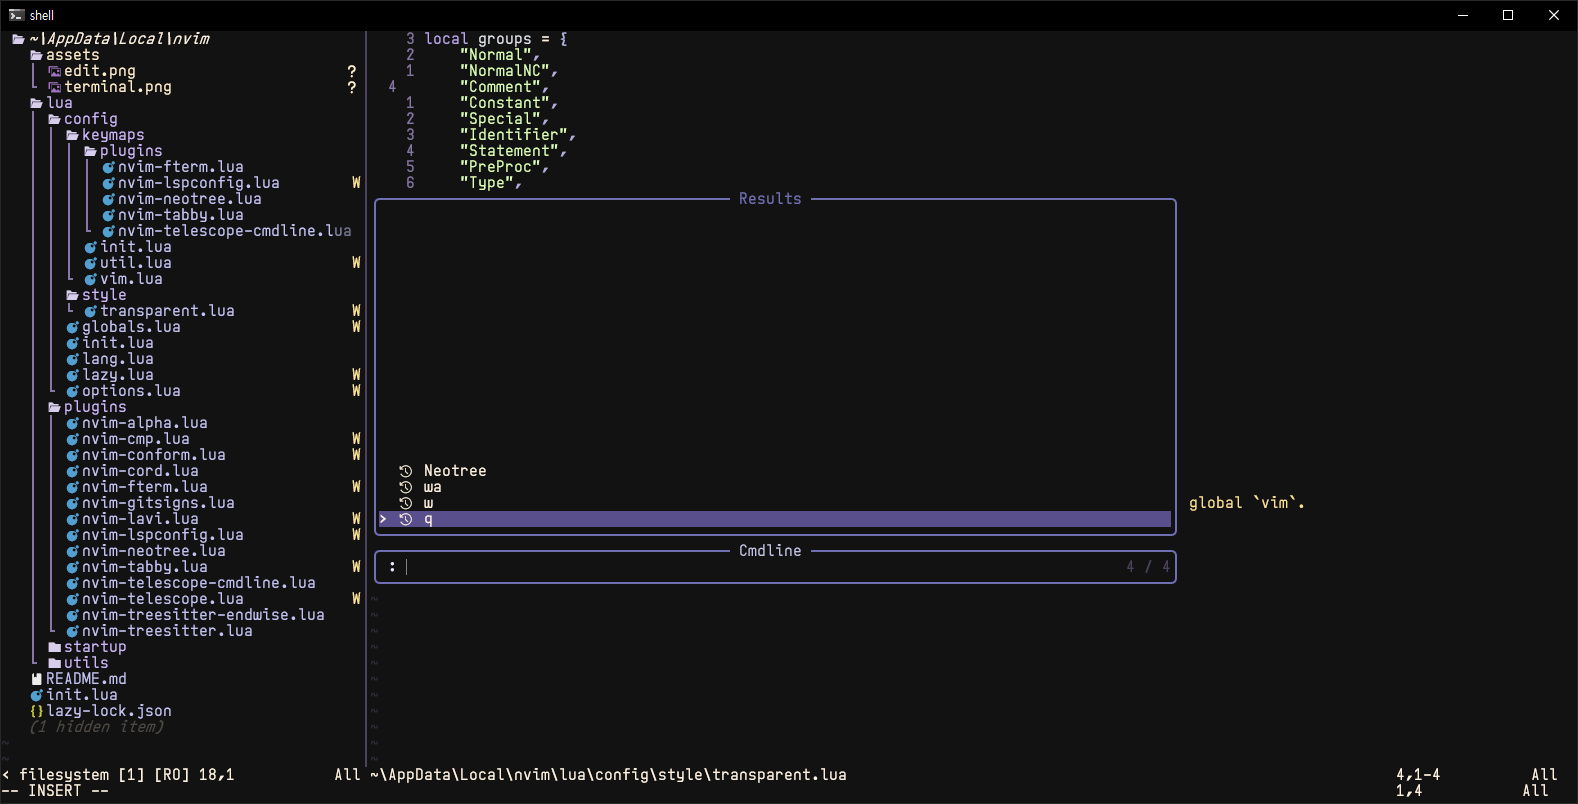 shell
~\AppData\Local\nvim
assets
edit.png ?
terminal.png ?
lua
config
keymaps
plugins
nvim-fterm.lua
nvim-lspconfig.lua W
nvim-neotree.lua
nvim-tabby.lua
nvim-telescope-cmdline.lua
init.lua
util.lua W
vim.lua
style
transparent.lua W
globals.lua W
init.lua
lang.lua
lazy.lua W
options.lua W
plugins
nvim-alpha.lua
nvim-cmp.lua W
nvim-conform.lua W
nvim-cord.lua
nvim-fterm.lua W
nvim-gitsigns.lua
nvim-lavi.lua W
nvim-lspconfig.lua W
nvim-neotree.lua
nvim-tabby.lua W
nvim-telescope-cmdline.lua
nvim-telescope.lua W
nvim-treesitter-endwise.lua
nvim-treesitter.lua
startup
utils
README.md
init.lua
{} lazy-lock.json
(1 hidden item)
~
~
3 local groups = {
2 "Normal",
1 "NormalNC",
4 "Comment",
1 "Constant",
2 "Special",
3 "Identifier",
4 "Statement",
5 "PreProc",
6 "Type",
Results
Neotree
wa
w
> q
global `vim`.
Cmdline
: 4 / 4
~
~
~
~
~
~
~
~
~
~
~
< filesystem [1] [RO] 18,1 All ~\AppData\Local\nvim\lua\config\style\transparent.lua 4,1-4 All
-- INSERT -- 1,4 All